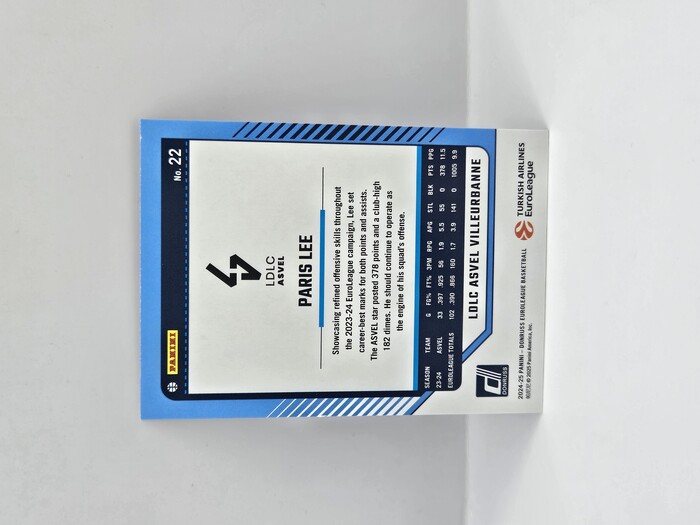 PANINI
No. 22
LDLC
ASVEL
PARIS LEE
Showcasing refined offensive skills throughout
the 2023-24 EuroLeague campaign, Lee set
career-best marks for both points and assists.
The ASVEL star posted 378 points and a club-high
182 dimes. He should continue to operate as
the engine of his squad's offense.
SEASON TEAM G FG% FT% 3PM RPG APG STL BLK PTS PPG
23-24 ASVEL 33 .397 .925 56 1.9 5.5 55 0 378 11.5
EUROLEAGUE TOTALS 102 .390 .866 160 1.7 3.9 141 0 1005 9.9
LDLC ASVEL VILLEURBANNE
DONRUSS
2024-25 PANINI – DONRUSS EUROLEAGUE BASKETBALL
© 2025 Panini America, Inc.
TURKISH AIRLINES
EuroLeague